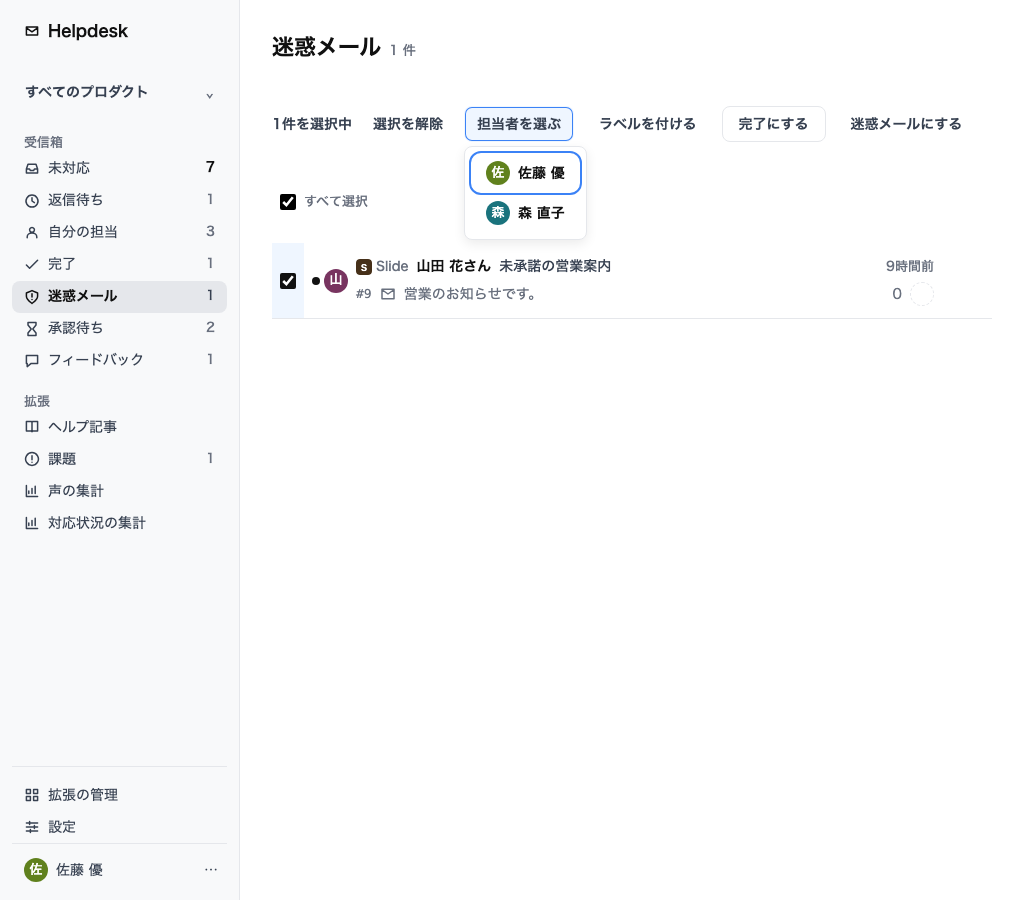 Helpdesk
すべてのプロダクト
受信箱
未対応 7
返信待ち 1
自分の担当 3
完了 1
迷惑メール 1
承認待ち 2
フィードバック 1
拡張
ヘルプ記事
課題 1
声の集計
対応状況の集計
拡張の管理
設定
佐 佐藤 優 ...
迷惑メール 1 件
1件を選択中 選択を解除 担当者を選ぶ ラベルを付ける 完了にする 迷惑メールにする
佐 佐藤 優
森 森 直子
すべて選択
山 S Slide 山田 花さん 未承諾の営業案内 9時間前
#9 営業のお知らせです。 0